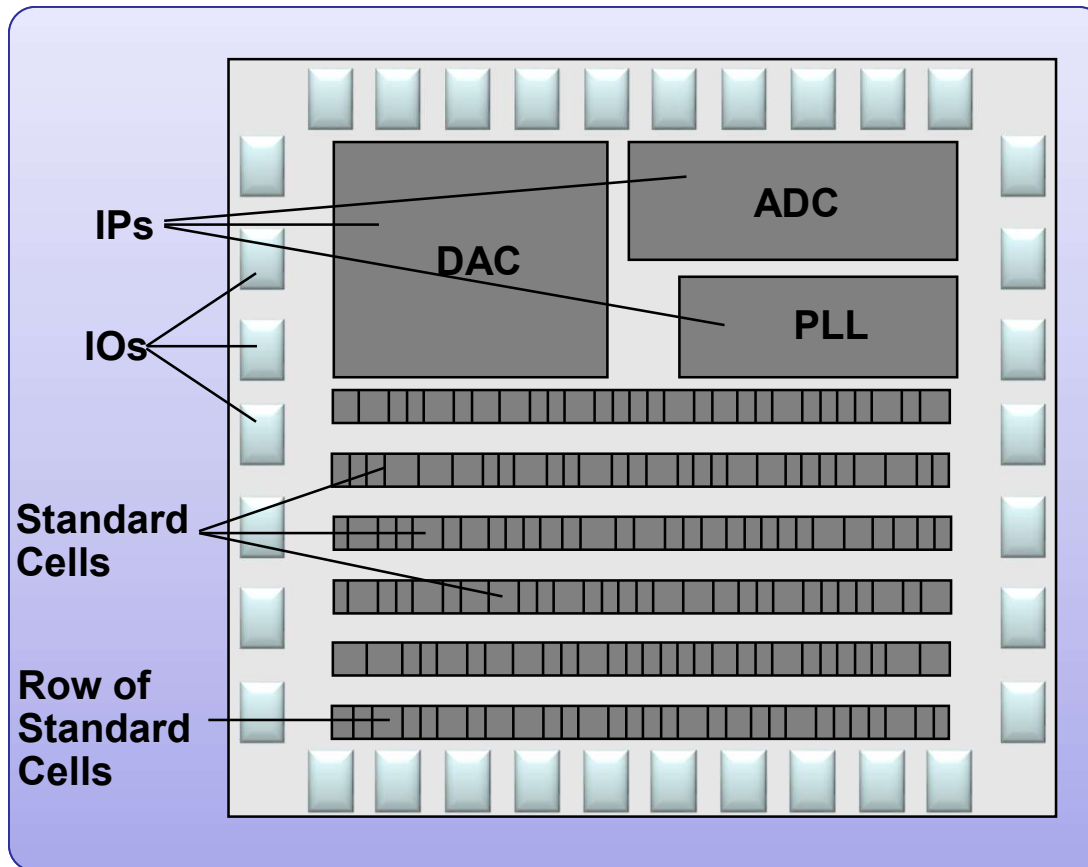 ADC
IPs
DAC
PLL
IOs
Standard
Cells
Row of
Standard
Cells